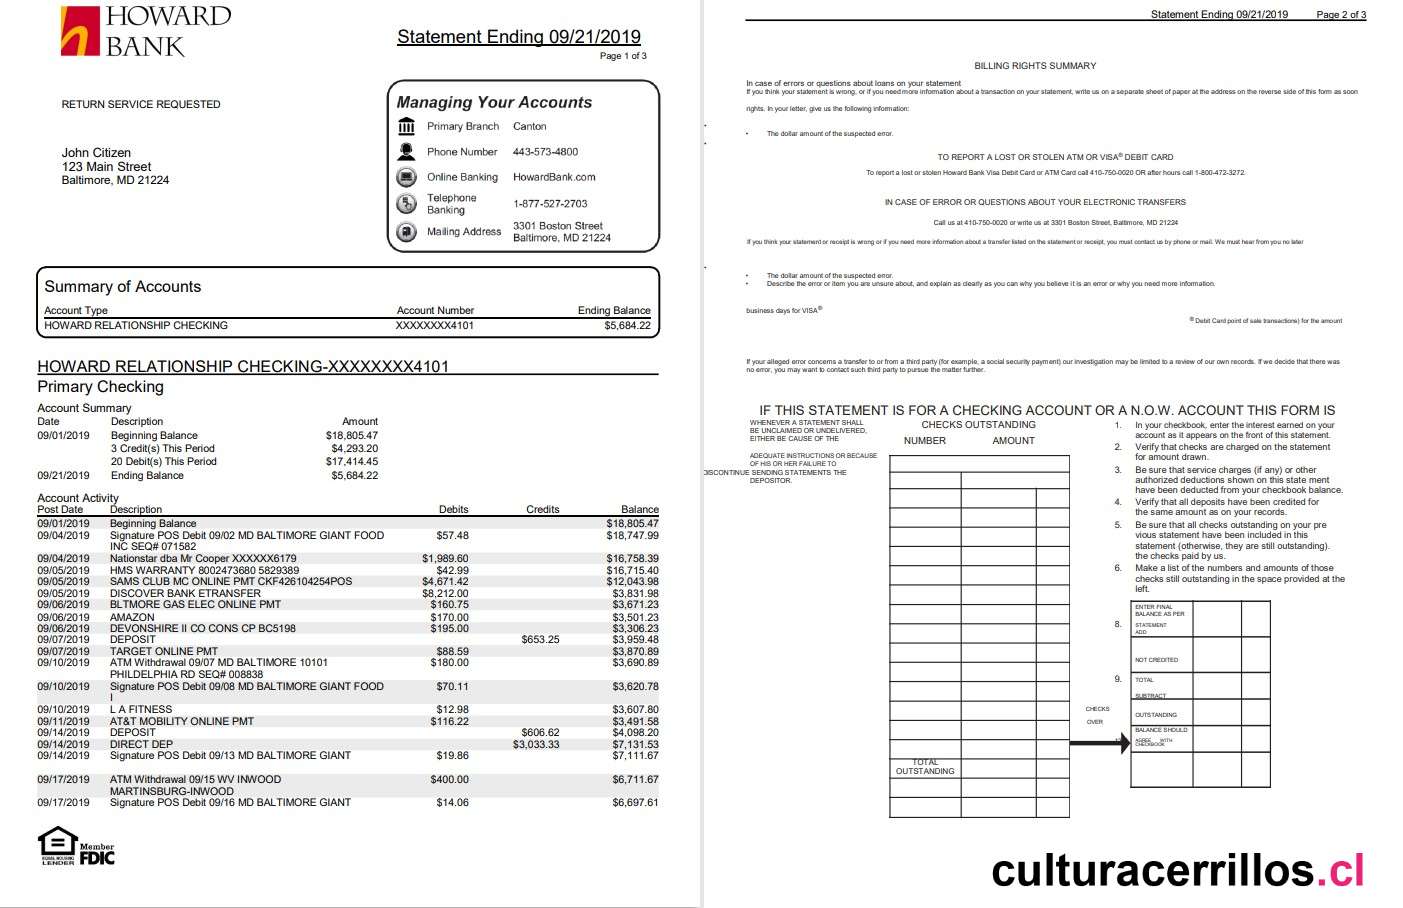 HOWARD
BANK
Statement Ending 09/21/2019
Page 1 of 3
RETURN SERVICE REQUESTED
John Citizen
123 Main Street
Baltimore, MD 21224
Managing Your Accounts
Primary Branch Canton
Phone Number 443-573-4800
Online Banking HowardBank.com
Telephone Banking 1-877-527-2703
Mailing Address 3301 Boston Street
Baltimore, MD 21224
Summary of Accounts
Account Type Account Number Ending Balance
HOWARD RELATIONSHIP CHECKING XXXXXXXX4101 $5,684.22
HOWARD RELATIONSHIP CHECKING-XXXXXXXX4101
Primary Checking
Account Summary
Date Description Amount
09/01/2019 Beginning Balance $18,805.47
3 Credit(s) This Period $4,293.20
20 Debit(s) This Period $17,414.45
09/21/2019 Ending Balance $5,684.22
Account Activity
Post Date Description Debits Credits Balance
09/01/2019 Beginning Balance $18,805.47
09/04/2019 Signature POS Debit 09/02 MD BALTIMORE GIANT FOOD $57.48 $18,747.99
INC SEQ# 071582
09/04/2019 Nationstar dba Mr Cooper XXXXXX6179 $1,989.60 $16,758.39
09/05/2019 HMS WARRANTY 8002473680 5829389 $42.99 $16,715.40
09/05/2019 SAMS CLUB MC ONLINE PMT CKF426104254POS $4,671.42 $12,043.98
09/05/2019 DISCOVER BANK ETRANSFER $8,212.00 $3,831.98
09/06/2019 BLTMORE GAS ELEC ONLINE PMT $160.75 $3,671.23
09/06/2019 AMAZON $170.00 $3,501.23
09/06/2019 DEVONSHIRE II CO CONS CP BC5198 $195.00 $3,306.23
09/07/2019 DEPOSIT $653.25 $3,959.48
09/07/2019 TARGET ONLINE PMT $88.59 $3,870.89
09/10/2019 ATM Withdrawal 09/07 MD BALTIMORE 10101 $180.00 $3,690.89
PHILDELPHIA RD SEQ# 008838
09/10/2019 Signature POS Debit 09/08 MD BALTIMORE GIANT FOOD $70.11 $3,620.78
I
09/10/2019 L A FITNESS $12.98 $3,607.80
09/11/2019 AT&T MOBILITY ONLINE PMT $116.22 $3,491.58
09/14/2019 DEPOSIT $606.62 $4,098.20
09/14/2019 DIRECT DEP $3,033.33 $7,131.53
09/14/2019 Signature POS Debit 09/13 MD BALTIMORE GIANT $19.86 $7,111.67
09/17/2019 ATM Withdrawal 09/15 WV INWOOD $400.00 $6,711.67
MARTINSBURG-INWOOD
09/17/2019 Signature POS Debit 09/16 MD BALTIMORE GIANT $14.06 $6,697.61
EQUAL HOUSING
LENDER
Member
FDIC
Statement Ending 09/21/2019 Page 2 of 3
BILLING RIGHTS SUMMARY
In case of errors or questions about loans on your statement
If you think your statement is wrong, or if you need more information about a transaction on your statement, write us on a separate sheet of paper at the address on the reverse side of this form as soon
rights. In your letter, give us the following information:
• The dollar amount of the suspected error.
TO REPORT A LOST OR STOLEN ATM OR VISA® DEBIT CARD
To report a lost or stolen Howard Bank Visa Debit Card or ATM Card call 410-750-0020 OR after hours call 1-800-472-3272.
IN CASE OF ERROR OR QUESTIONS ABOUT YOUR ELECTRONIC TRANSFERS
Call us at 410-750-0020 or write us at 3301 Boston Street, Baltimore, MD 21224
If you think your statement or receipt is wrong or if you need more information about a transfer listed on the statement or receipt, you must contact us by phone or mail. We must hear from you no later
• The dollar amount of the suspected error.
• Describe the error or item you are unsure about, and explain as clearly as you can why you believe it is an error or why you need more information.
business days for VISA®
® Debit Card point of sale transactions) for the amount
If your alleged error concerns a transfer to or from a third party (for example, a social security payment) our investigation may be limited to a review of our own records. If we decide that there was
no error, you may want to contact such third party to pursue the matter further.
IF THIS STATEMENT IS FOR A CHECKING ACCOUNT OR A N.O.W. ACCOUNT THIS FORM IS
WHENEVER A STATEMENT SHALL
BE UNCLAIMED OR UNDELIVERED,
EITHER BE CAUSE OF THE
ADEQUATE INSTRUCTIONS OR BECAUSE
OF HIS OR HER FAILURE TO
DISCONTINUE SENDING STATEMENTS THE
DEPOSITOR.
CHECKS OUTSTANDING
NUMBER AMOUNT
TOTAL
OUTSTANDING
1. In your checkbook, enter the interest earned on your
account as it appears on the front of this statement.
2. Verify that checks are charged on the statement
for amount drawn.
3. Be sure that service charges (if any) or other
authorized deductions shown on this state ment
have been deducted from your checkbook balance.
4. Verify that all deposits have been credited for
the same amount as on your records.
5. Be sure that all checks outstanding on your pre
vious statement have been included in this
statement (otherwise, they are still outstanding).
the checks paid by us.
6. Make a list of the numbers and amounts of those
checks still outstanding in the space provided at the
left.
ENTER FINAL
BALANCE AS PER
8. STATEMENT
ADD
NOT CREDITED
9. TOTAL
SUBTRACT
CHECKS
OUTSTANDING
OVER
BALANCE SHOULD
AGREE WITH
CHECKBOOK
culturacerrillos.cl